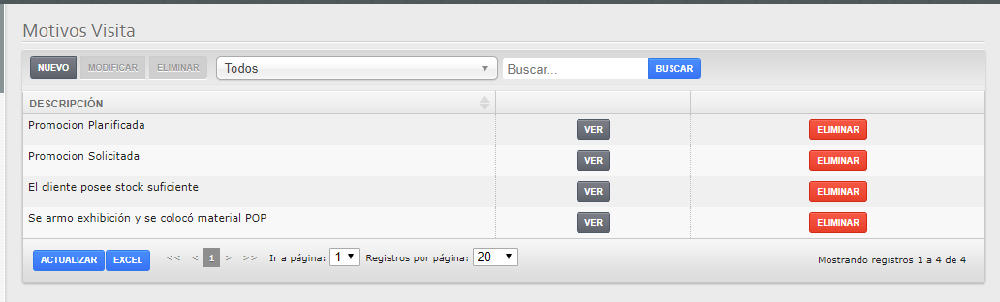 Motivos Visita
NUEVO MODIFICAR ELIMINAR Todos Buscar... BUSCAR
DESCRIPCIÓN
Promocion Planificada VER ELIMINAR
Promocion Solicitada VER ELIMINAR
El cliente posee stock suficiente VER ELIMINAR
Se armo exhibición y se colocó material POP VER ELIMINAR
ACTUALIZAR EXCEL << < 1 > >> Ir a página: 1 Registros por página: 20 Mostrando registros 1 a 4 de 4